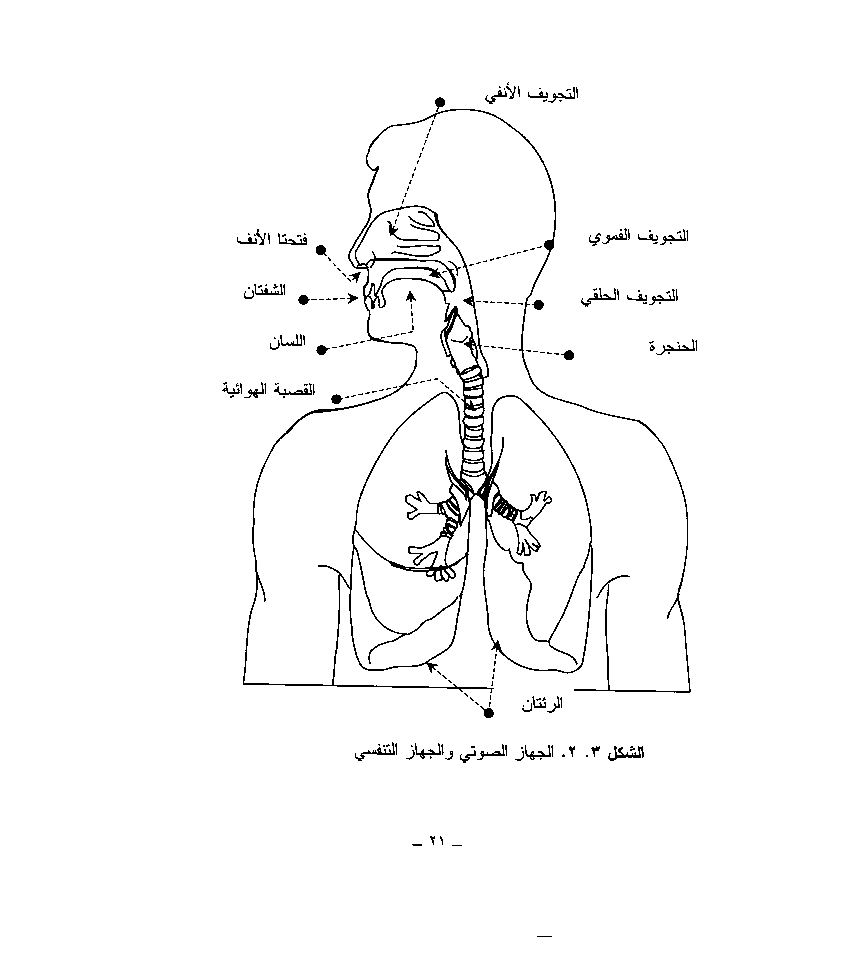 التجويف الأنفي
التجويف الفموي
فتحتا الأنف
التجويف الحلقي
الشفتان
الحنجرة
اللسان
القصبة الهوائية
الرئتان
الشكل ٣. ٢. الجهاز الصوتي والجهاز التنفسي
_ ٢١ _